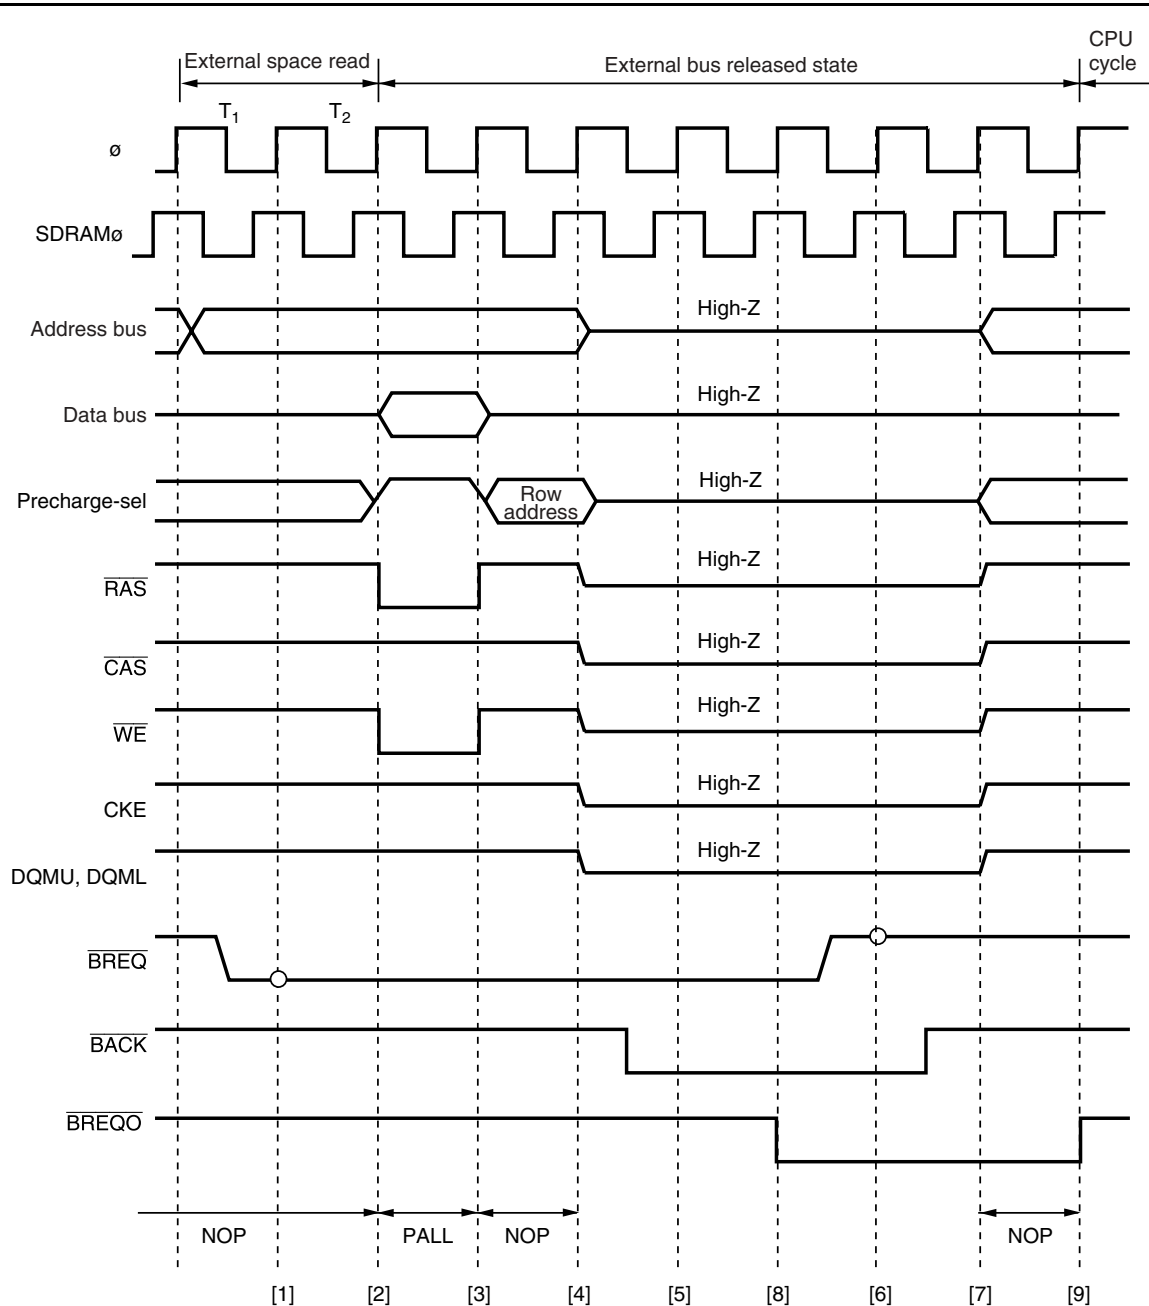 CPU
cycle
External space read
External bus released state
T1
T2
ø
SDRAMø
Address bus
High-Z
Data bus
High-Z
Precharge-sel
Row
address
High-Z
RAS
High-Z
CAS
High-Z
WE
High-Z
CKE
High-Z
DQMU, DQML
High-Z
BREQ
BACK
BREQO
NOP
PALL
NOP
NOP
[1]
[2]
[3]
[4]
[5]
[8]
[6]
[7]
[9]